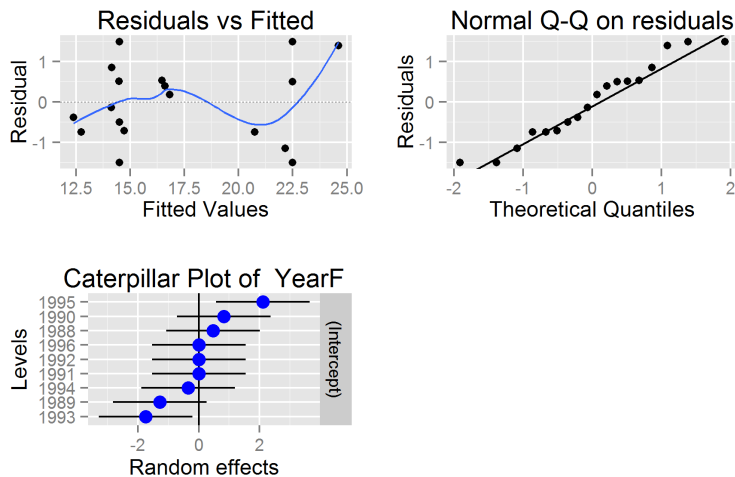 Residuals vs Fitted
Residual
1
0
-1
12.5 15.0 17.5 20.0 22.5 25.0
Fitted Values
Normal Q-Q on residuals
Residuals
1
0
-1
-2 -1 0 1 2
Theoretical Quantiles
Caterpillar Plot of  YearF
Levels
1995
1990
1988
1996
1992
1991
1994
1989
1993
(Intercept)
-2 0 2
Random effects